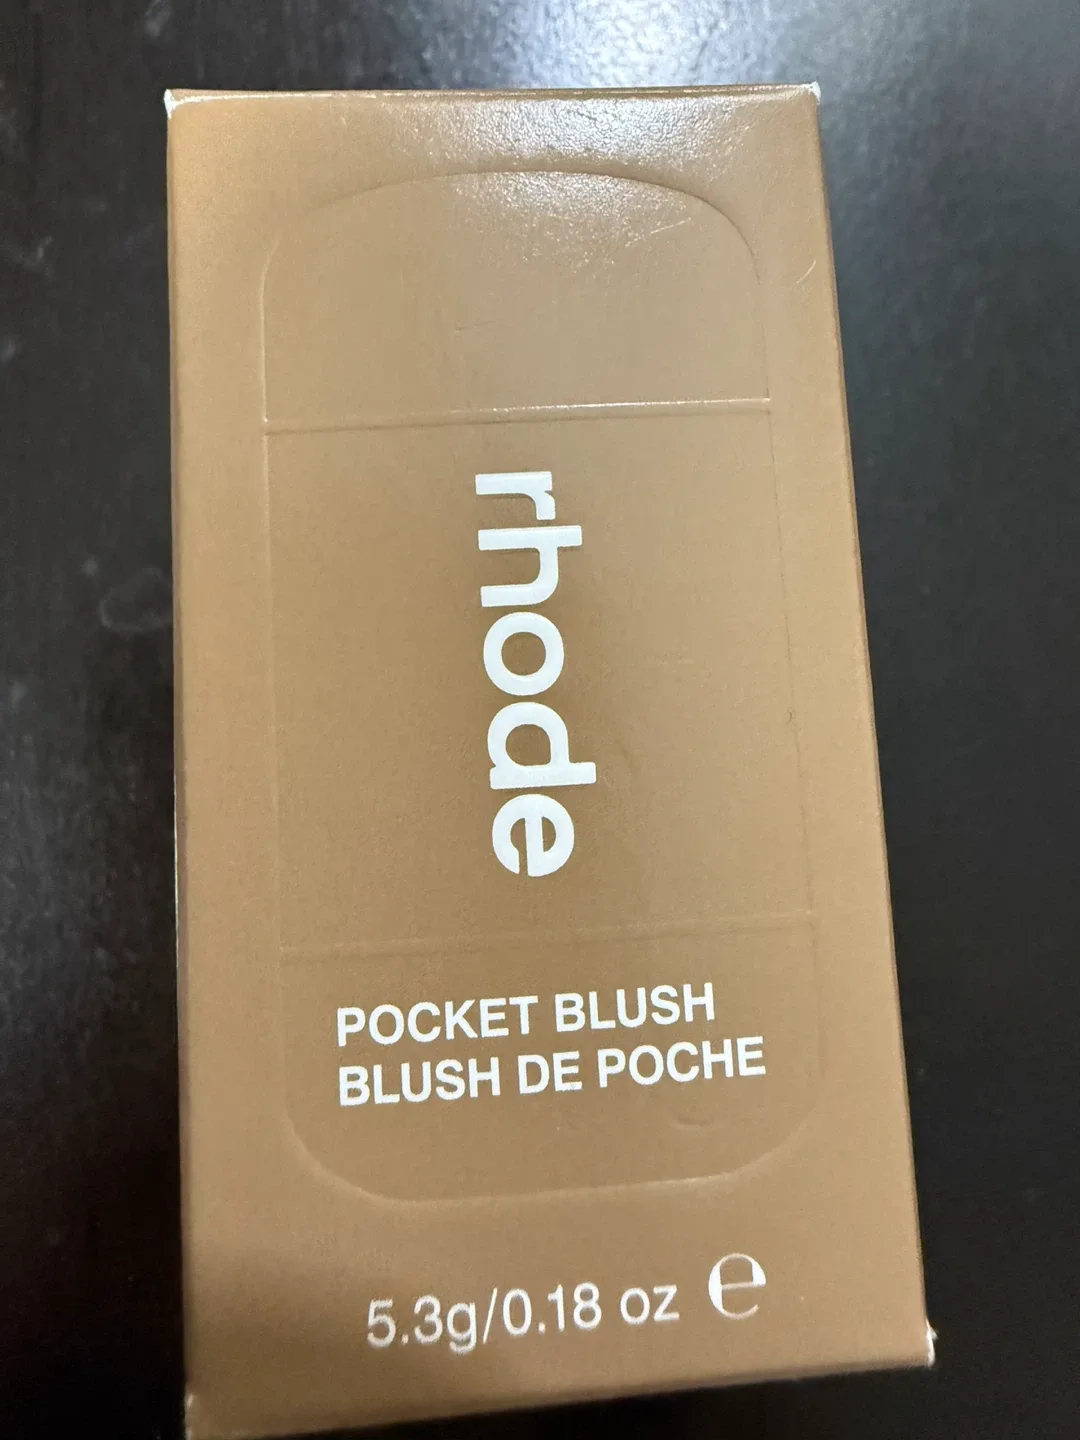 rhode
POCKET BLUSH
BLUSH DE POCHE
5.3g/0.18 oz ℮